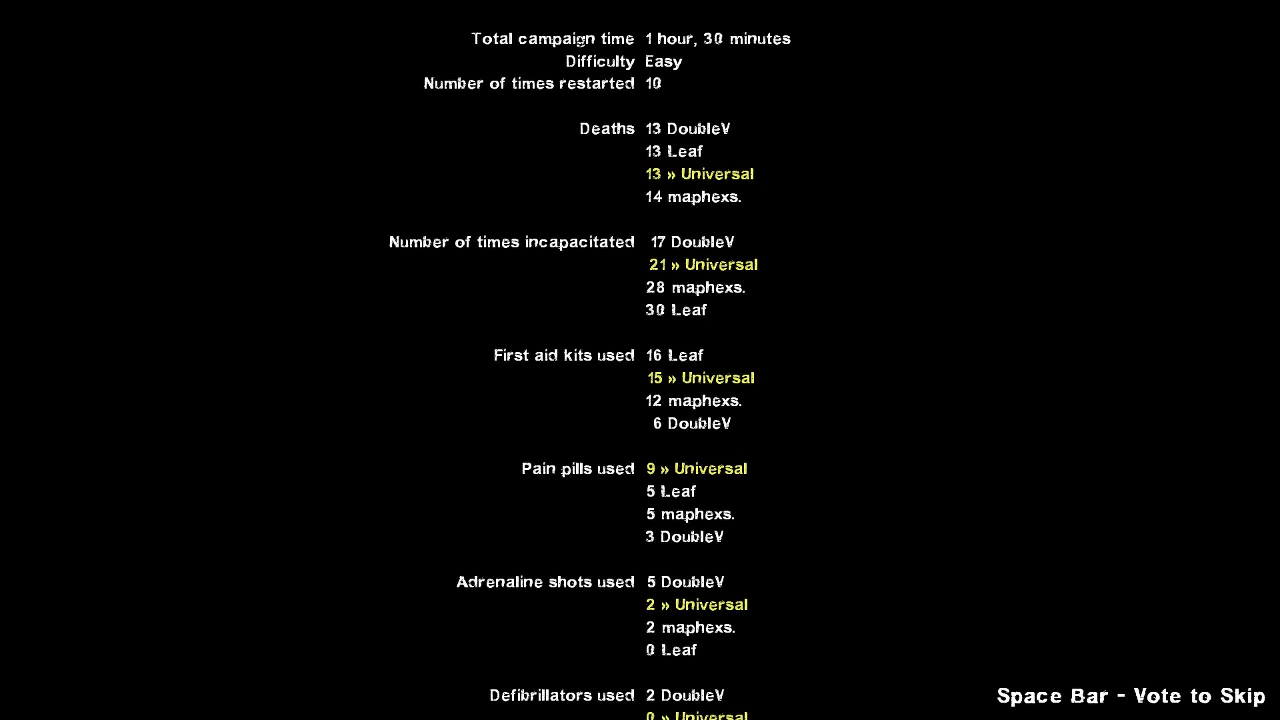 Total campaign time 1 hour, 30 minutes
Difficulty Easy
Number of times restarted 10
Deaths 13 DoubleV
13 Leaf
13 » Universal
14 maphexs.
Number of times incapacitated 17 DoubleV
21 » Universal
28 maphexs.
30 Leaf
First aid kits used 16 Leaf
15 » Universal
12 maphexs.
6 DoubleV
Pain pills used 9 » Universal
5 Leaf
5 maphexs.
3 DoubleV
Adrenaline shots used 5 DoubleV
2 » Universal
2 maphexs.
0 Leaf
Defibrillators used 2 DoubleV
0 » Universal
Space Bar - Vote to Skip